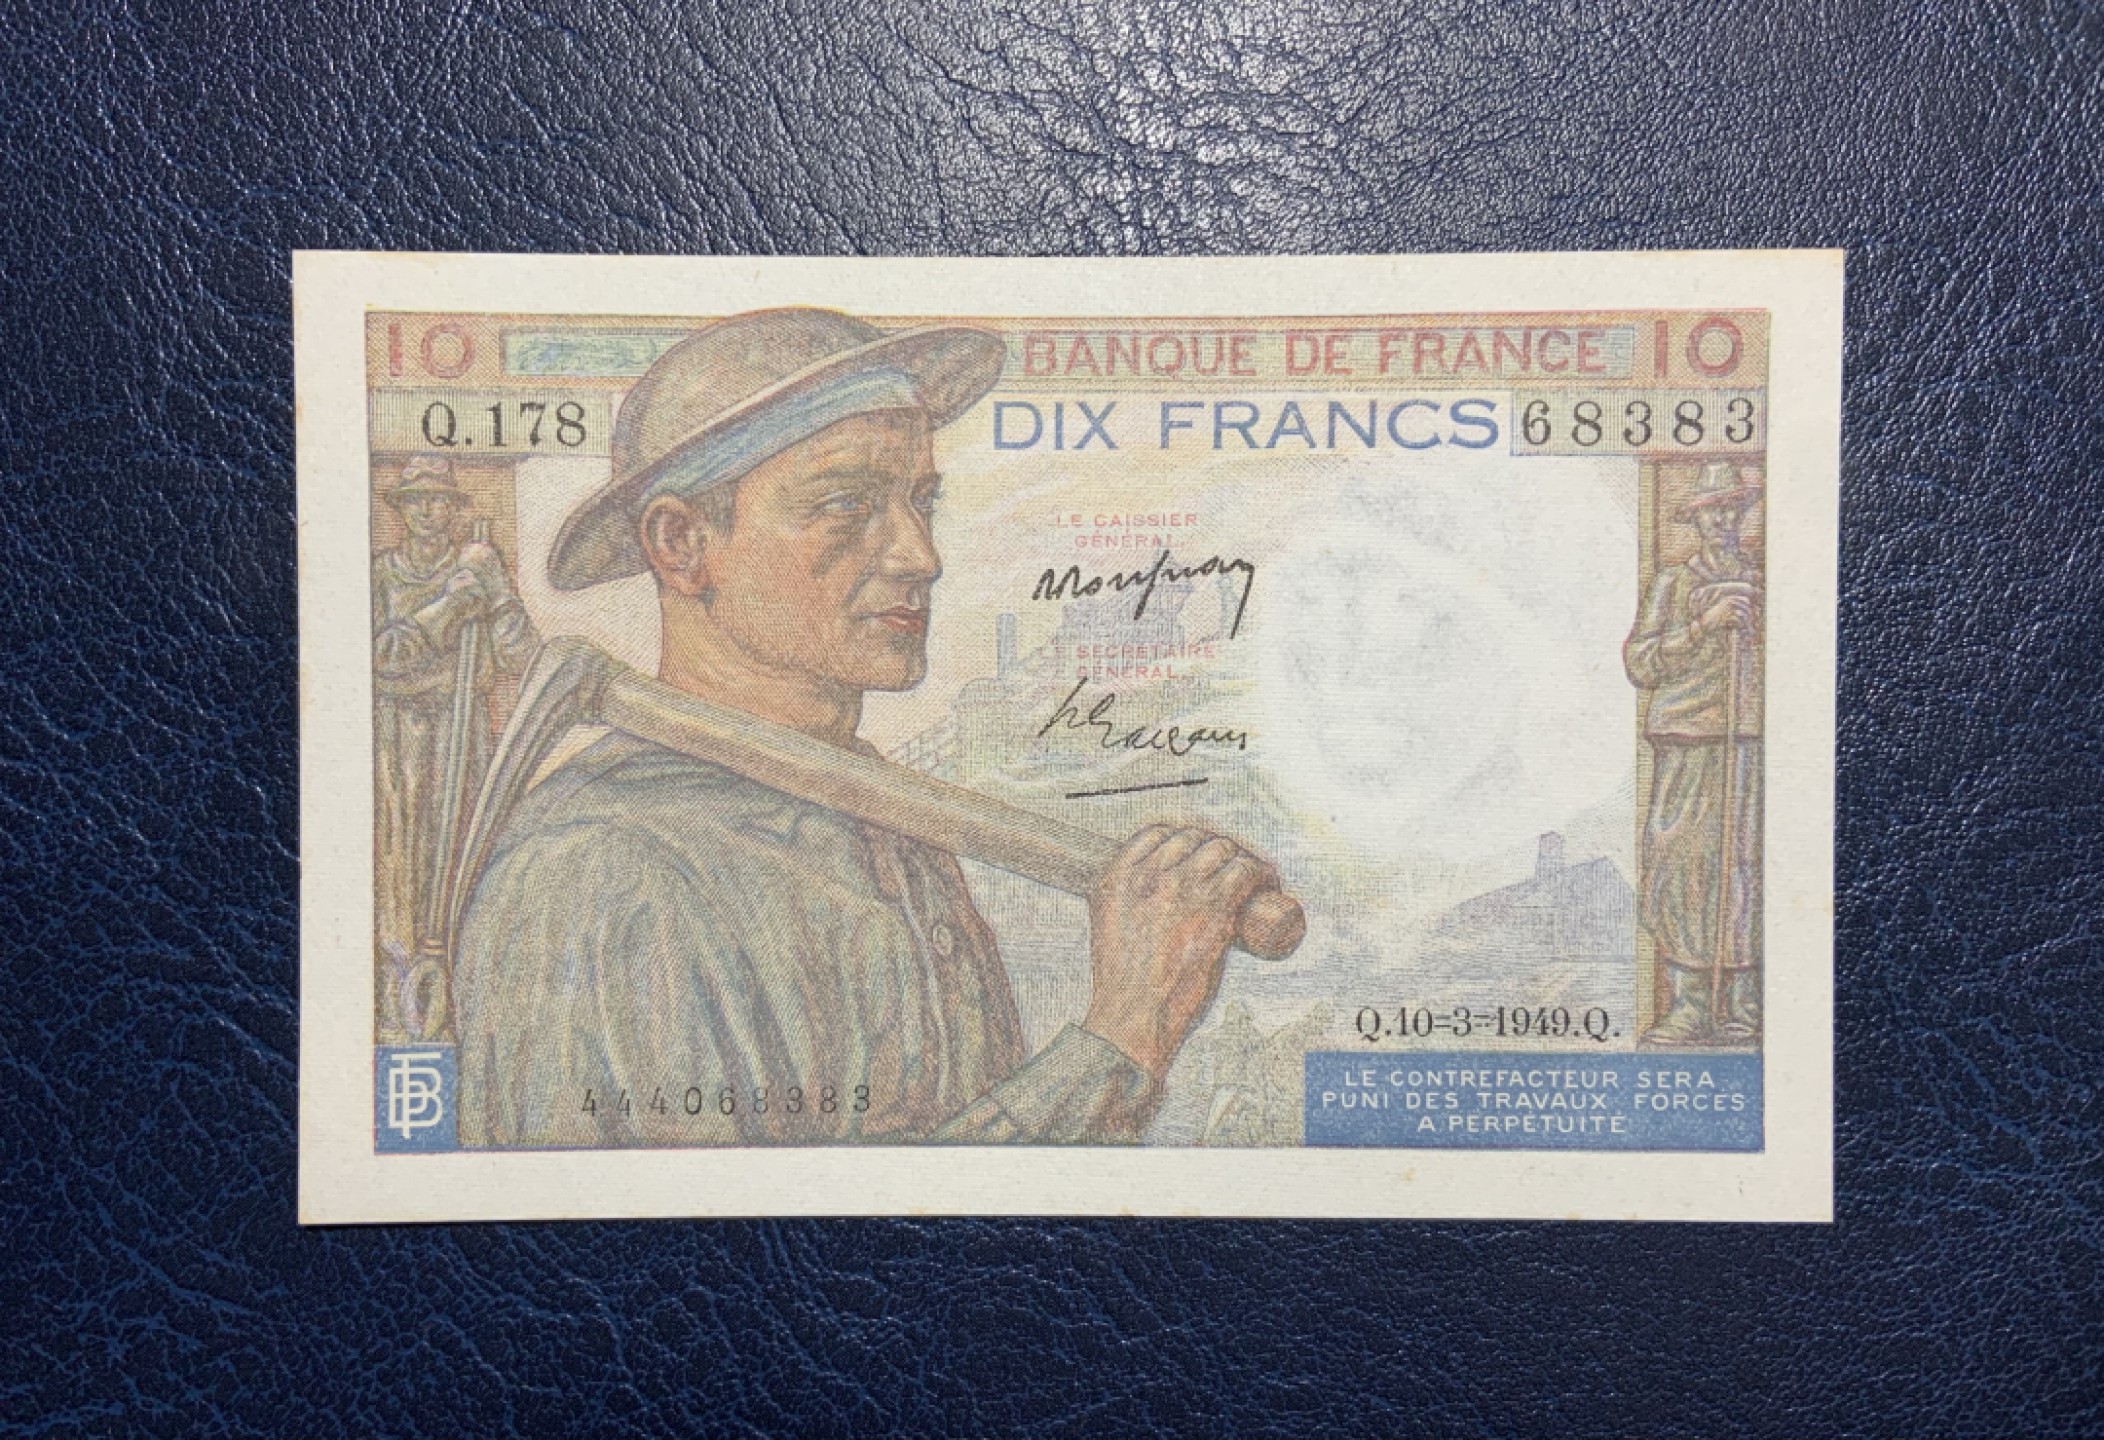 10 BANQUE DE FRANCE 10
Q.178 DIX FRANCS 68383
LE CAISSIER
GÉNÉRAL.
LE SECRÉTAIRE
GÉNÉRAL.
Q.10=3=1949.Q.
444068383
LE CONTREFACTEUR SERA
PUNI DES TRAVAUX FORCÉS
A PERPÉTUITÉ